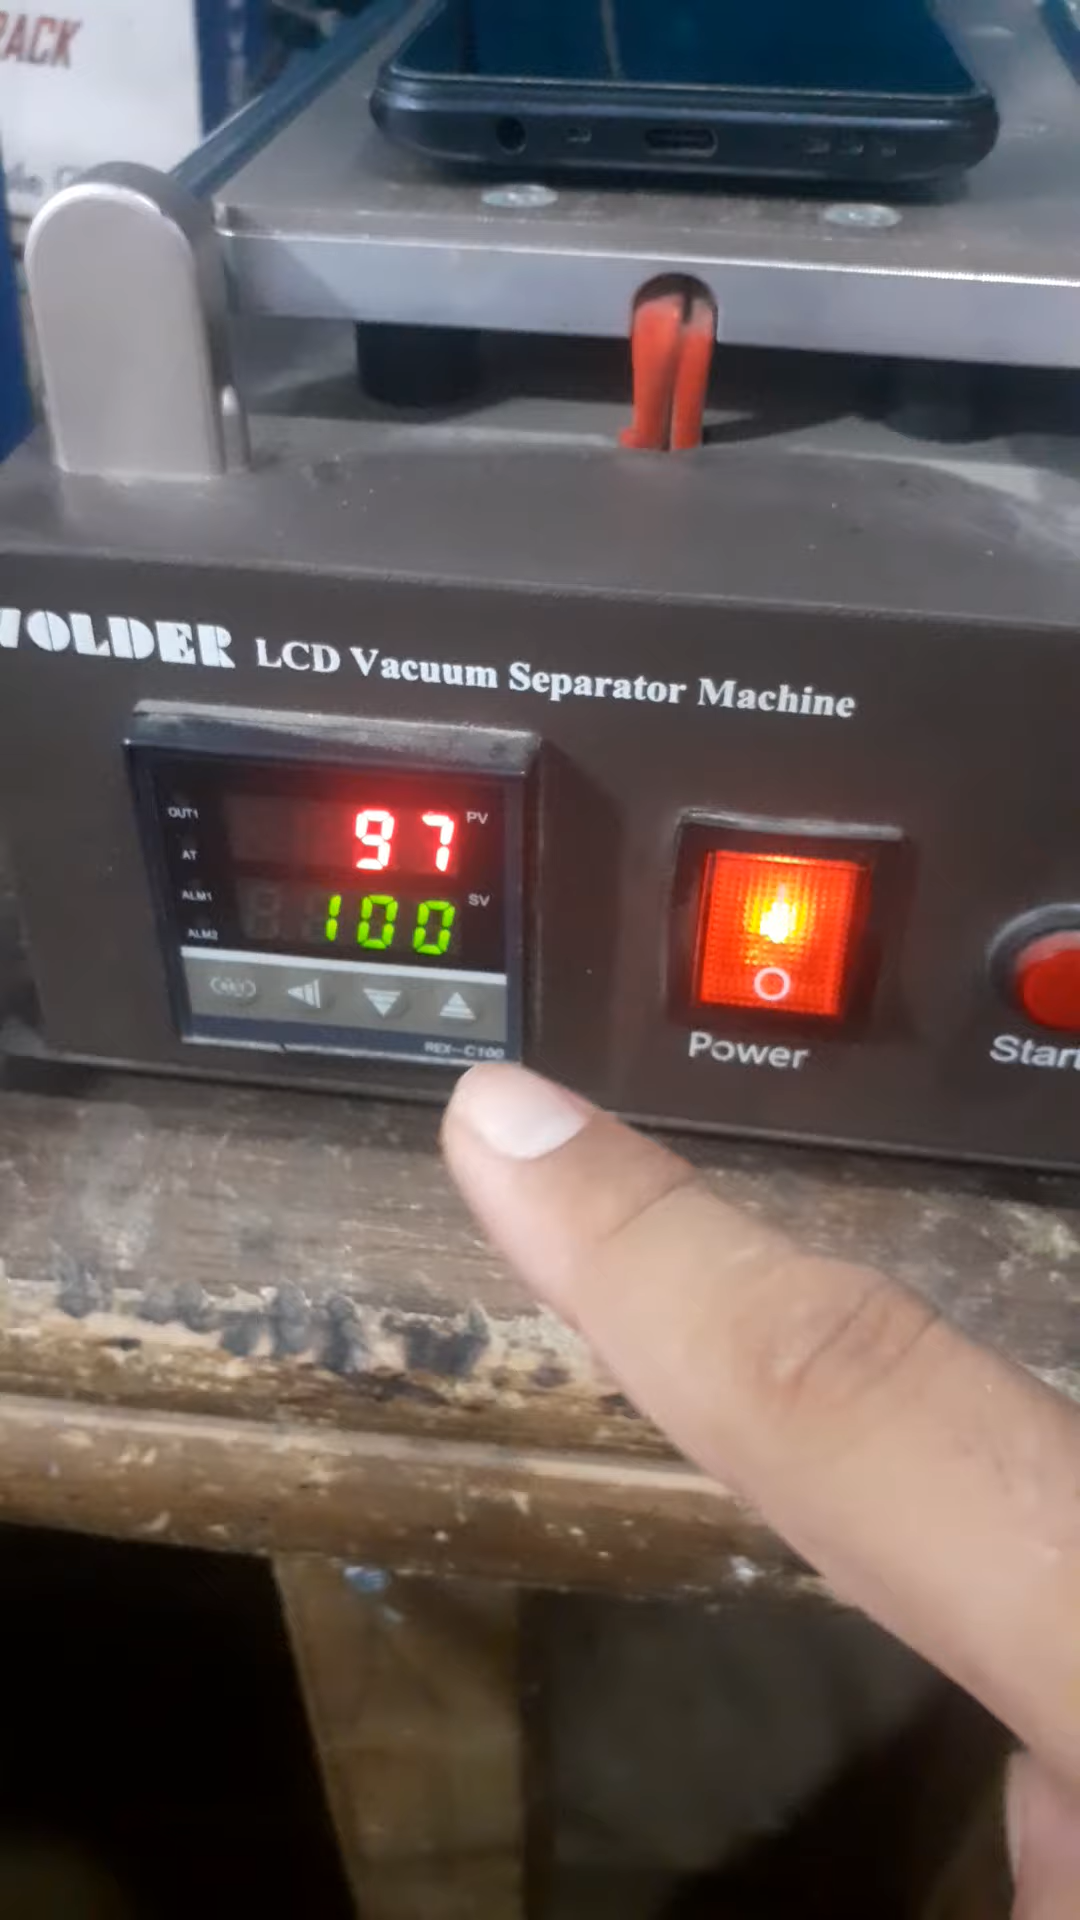 LCD Vacuum Separator Machine
OUT1
97
PV
AT
ALM1
100
SV
ALM2
REX-C100
Power